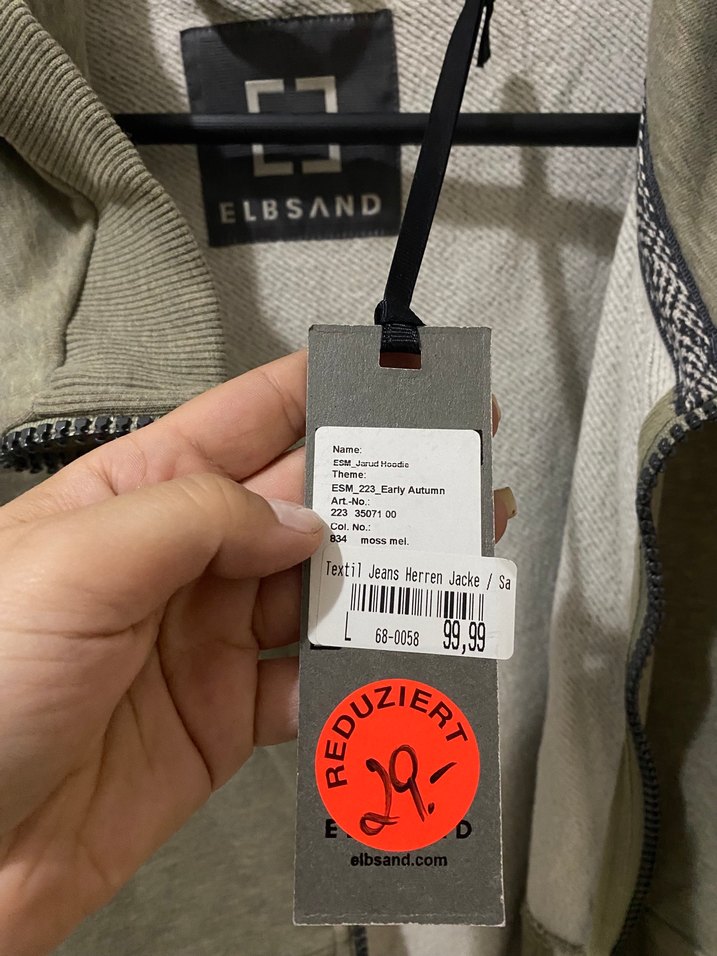 ELBSAND
Name:
ESM_Jarud Hoodie
Theme:
ESM_223_Early Autumn
Art.-No.:
223 35071 00
Col. No.:
834 moss mel.
Textil Jeans Herren Jacke / Sa
L 68-0058 99,99
REDUZIERT
29.-
elbsand.com